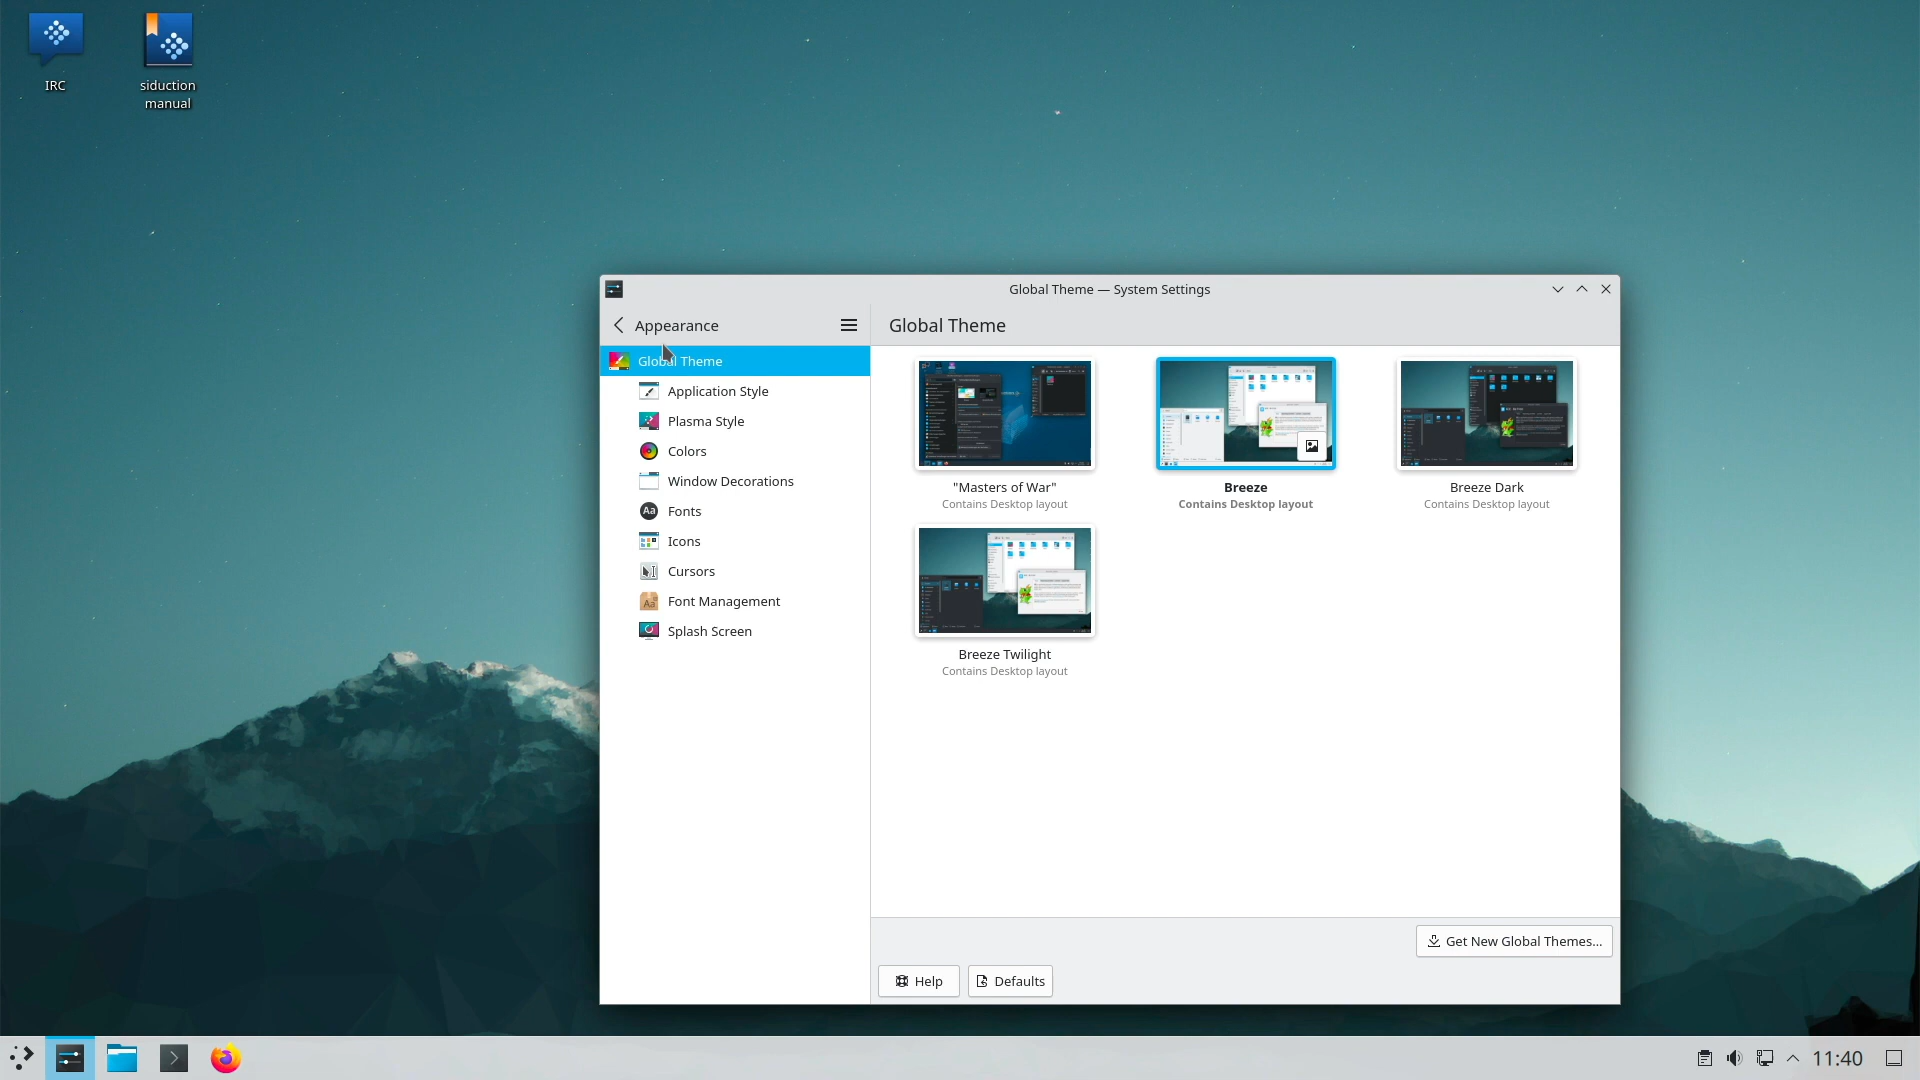 IRC
siduction
manual
Global Theme — System Settings
Appearance
Global Theme
Global Theme
Application Style
Plasma Style
Colors
Window Decorations
Fonts
Icons
Cursors
Font Management
Splash Screen
"Masters of War"
Contains Desktop layout
Breeze
Contains Desktop layout
Breeze Dark
Contains Desktop layout
Breeze Twilight
Contains Desktop layout
Get New Global Themes...
Help
Defaults
11:40